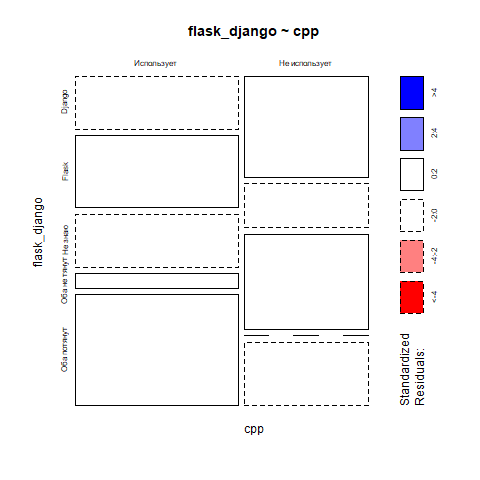 flask_django ~ cpp
Использует
Не использует
Django
Flask
Не знаю
Оба не тянут
Оба потянут
flask_django
cpp
>4
2:4
0:2
-2:0
-4:-2
<-4
Standardized
Residuals: